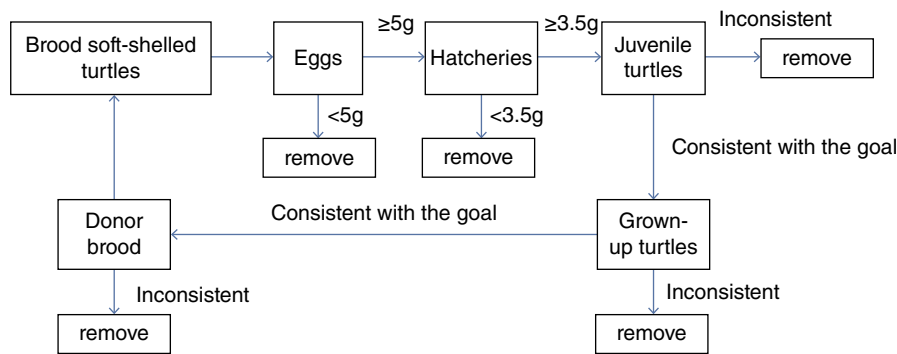 Inconsistent
≥5g
≥3.5g
Brood soft-shelled
turtles
Eggs
Hatcheries
Juvenile
turtles
remove
<5g
<3.5g
remove
remove
Consistent with the goal
Consistent with the goal
Donor
brood
Grown-
up turtles
Inconsistent
Inconsistent
remove
remove